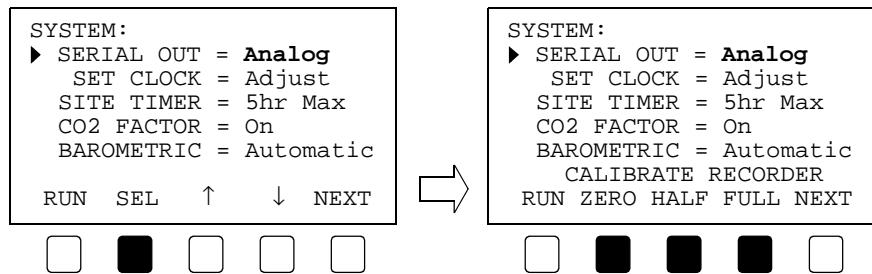 SYSTEM:
SERIAL OUT = Analog
SET CLOCK = Adjust
SITE TIMER = 5hr Max
CO2 FACTOR = On
BAROMETRIC = Automatic
RUN SEL ↑ ↓ NEXT
SYSTEM:
SERIAL OUT = Analog
SET CLOCK = Adjust
SITE TIMER = 5hr Max
CO2 FACTOR = On
BAROMETRIC = Automatic
CALIBRATE RECORDER
RUN ZERO HALF FULL NEXT